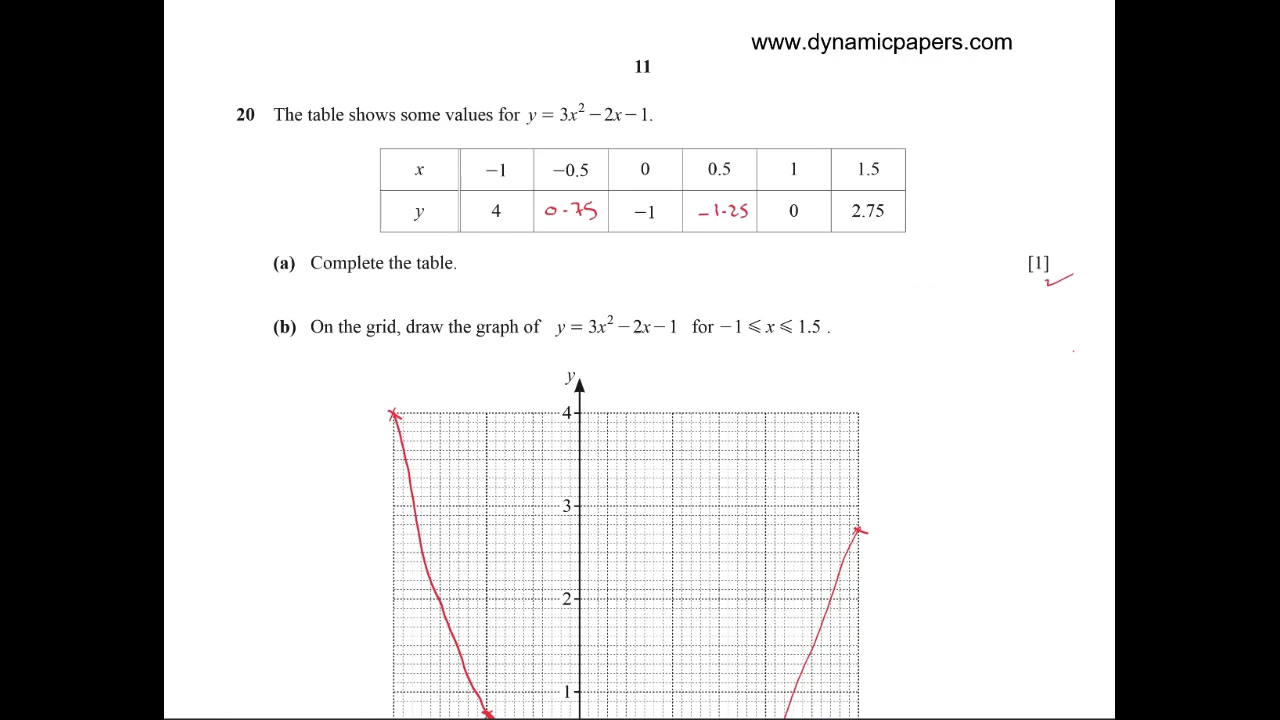 www.dynamicpapers.com
11
20 The table shows some values for y = 3x² − 2x − 1.
x −1 −0.5 0 0.5 1 1.5
y 4 0.75 −1 −1.25 0 2.75
(a) Complete the table. [1]
(b) On the grid, draw the graph of y = 3x² − 2x − 1 for −1 ⩽ x ⩽ 1.5 .
y
4
3
2
1